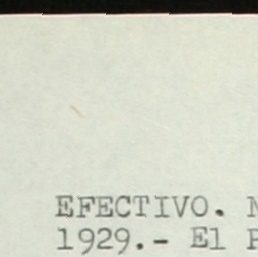 EFECTIVO. N
1929.- El P